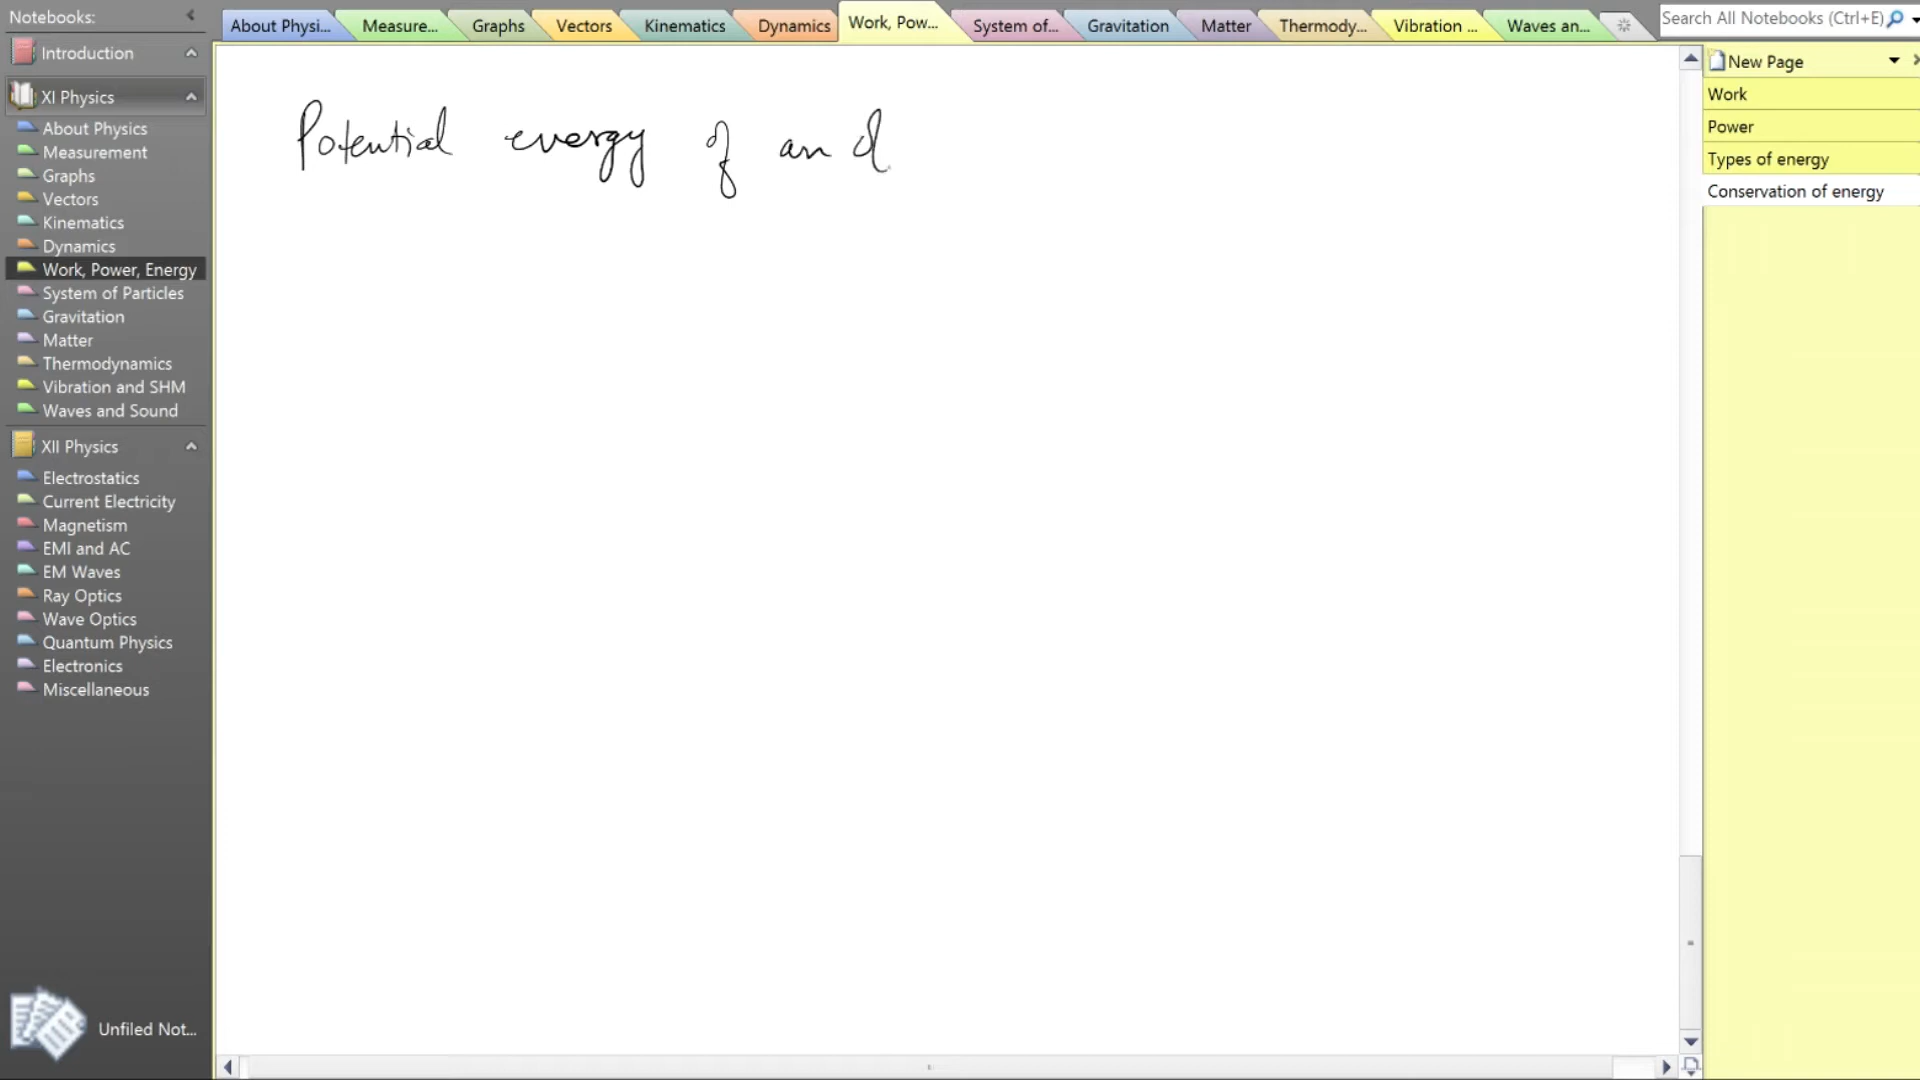 Notebooks:
Introduction
XI Physics
About Physics
Measurement
Graphs
Vectors
Kinematics
Dynamics
Work, Power, Energy
System of Particles
Gravitation
Matter
Thermodynamics
Vibration and SHM
Waves and Sound
XII Physics
Electrostatics
Current Electricity
Magnetism
EMI and AC
EM Waves
Ray Optics
Wave Optics
Quantum Physics
Electronics
Miscellaneous
Unfiled Not...
About Physi... Measure... Graphs Vectors Kinematics Dynamics Work, Pow... System of... Gravitation Matter Thermody... Vibration ... Waves an...
Search All Notebooks (Ctrl+E)
Potential energy of an d
New Page
Work
Power
Types of energy
Conservation of energy